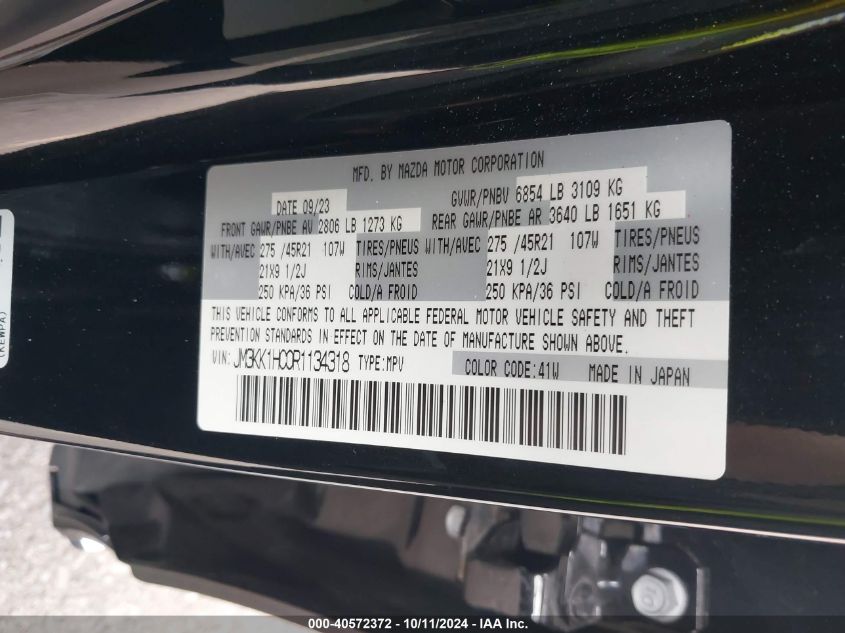 MFD. BY MAZDA MOTOR CORPORATION
DATE 09/23 GVWR/PNBV 6854 LB 3109 KG
FRONT GAWR/PNBE AV 2806 LB 1273 KG REAR GAWR/PNBE AR 3640 LB 1651 KG
WITH/AVEC 275 /45R21 107W TIRES/PNEUS WITH/AVEC 275 /45R21 107W TIRES/PNEUS
21X9 1/2J RIMS/JANTES 21X9 1/2J RIMS/JANTES
250 KPA/36 PSI COLD/A FROID 250 KPA/36 PSI COLD/A FROID
THIS VEHICLE CONFORMS TO ALL APPLICABLE FEDERAL MOTOR VEHICLE SAFETY AND THEFT
PREVENTION STANDARDS IN EFFECT ON THE DATE OF MANUFACTURE SHOWN ABOVE.
VIN: JM3KK1HC0R1134318 TYPE:MPV COLOR CODE:41W MADE IN JAPAN
(KEWPA)
000-40572372 - 10/11/2024 - IAA Inc.